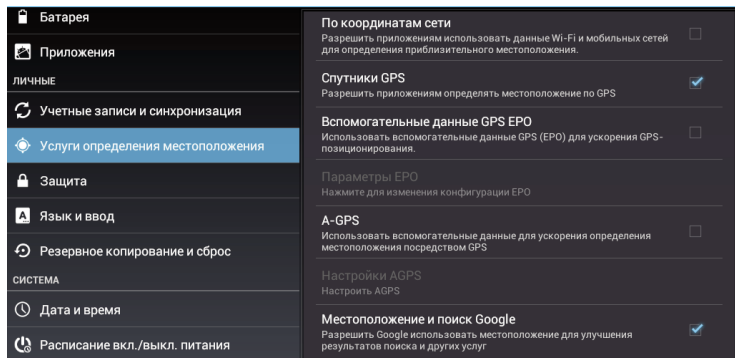 Батарея
Приложения
ЛИЧНЫЕ
Учетные записи и синхронизация
Услуги определения местоположения
Защита
Язык и ввод
Резервное копирование и сброс
СИСТЕМА
Дата и время
Расписание вкл./выкл. питания
По координатам сети
Разрешить приложениям использовать данные Wi-Fi и мобильных сетей
для определения приблизительного местоположения.
Спутники GPS
Разрешить приложениям определять местоположение по GPS
Вспомогательные данные GPS EPO
Использовать вспомогательные данные GPS (EPO) для ускорения GPS-
позиционирования.
Параметры EPO
Нажмите для изменения конфигурации EPO
A-GPS
Использовать вспомогательные данные для ускорения определения
местоположения посредством GPS
Настройки AGPS
Настроить AGPS
Местоположение и поиск Google
Разрешить Google использовать местоположение для улучшения
результатов поиска и других услуг